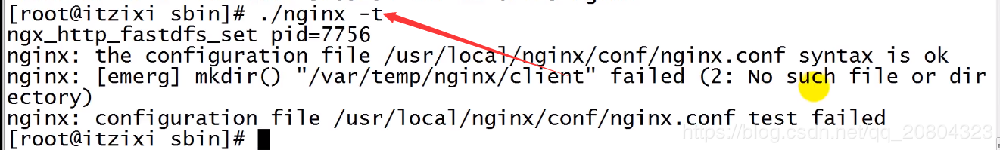 [root@itzixi sbin]# ./nginx -t
ngx_http_fastdfs_set pid=7756
nginx: the configuration file /usr/local/nginx/conf/nginx.conf syntax is ok
nginx: [emerg] mkdir() "/var/temp/nginx/client" failed (2: No such file or dir
ectory)
nginx: configuration file /usr/local/nginx/conf/nginx.conf test failed
[root@itzixi sbin]#
https://blog.csdn.net/qq_20804323